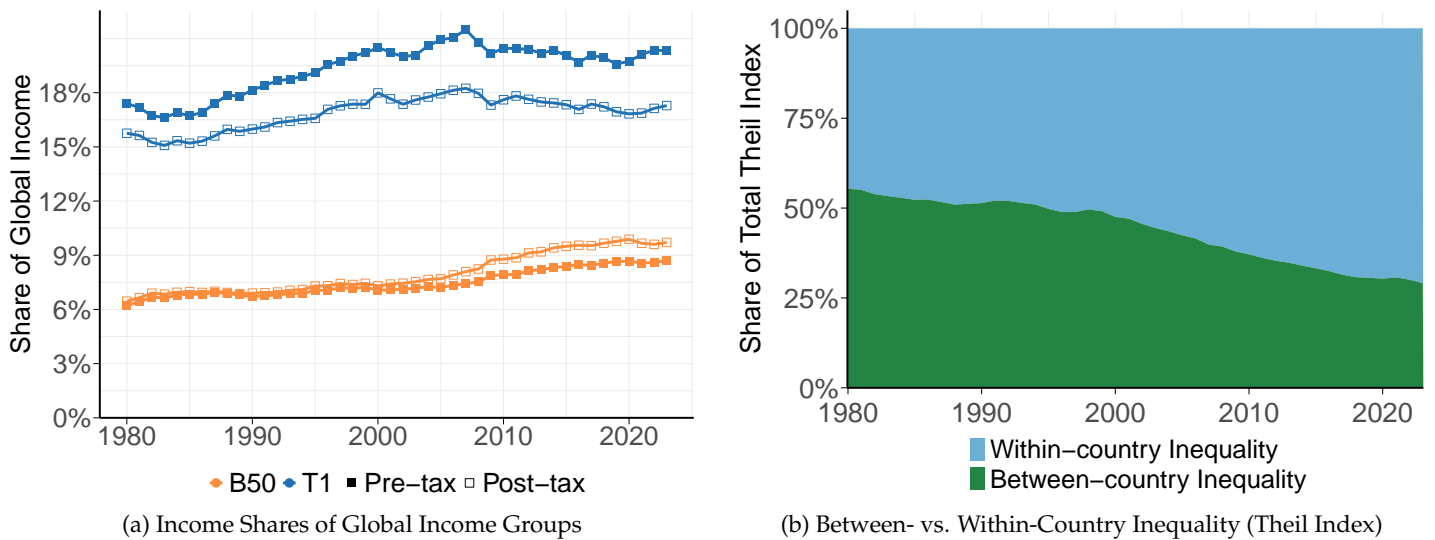 Share of Global Income
18%
15%
12%
9%
6%
3%
0%
1980 1990 2000 2010 2020
B50 T1 Pre−tax Post−tax
(a) Income Shares of Global Income Groups
Share of Total Theil Index
100%
75%
50%
25%
0%
1980 1990 2000 2010 2020
Within−country Inequality
Between−country Inequality
(b) Between- vs. Within-Country Inequality (Theil Index)